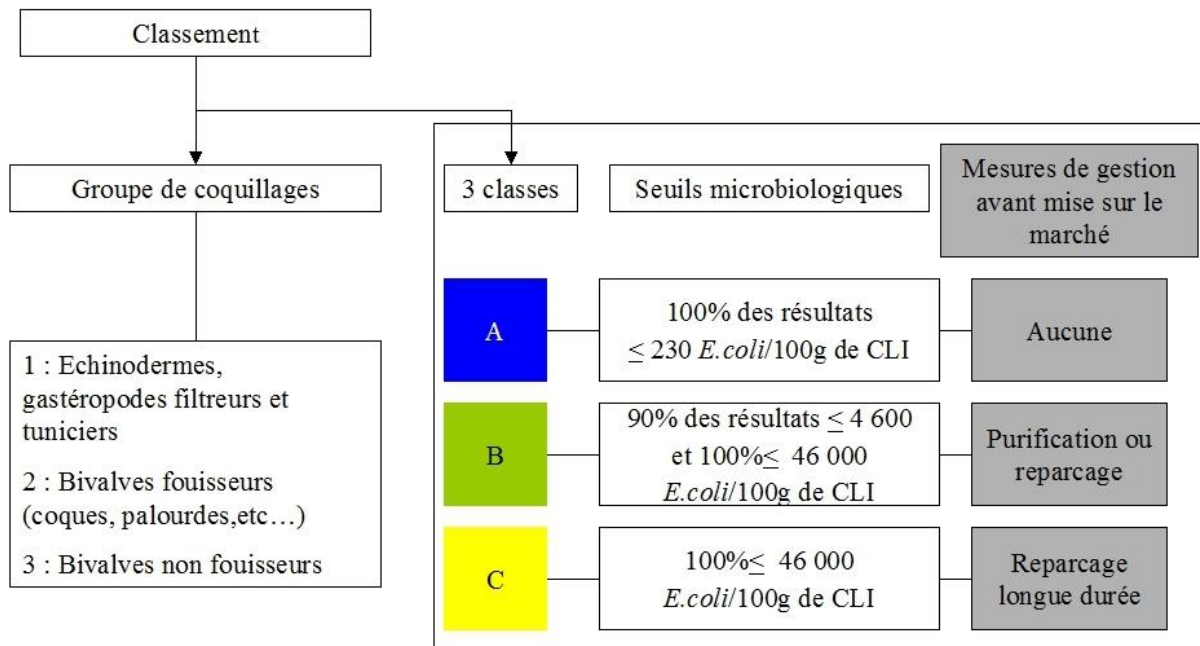 Classement
Groupe de coquillages
3 classes
Seuils microbiologiques
Mesures de gestion
avant mise sur le
marché
1 : Echinodermes,
gastéropodes filtreurs et
tuniciers
2 : Bivalves fouisseurs
(coques, palourdes,etc…)
3 : Bivalves non fouisseurs
A
100% des résultats
≤ 230 E.coli/100g de CLI
Aucune
B
90% des résultats ≤ 4 600
et 100%≤ 46 000
E.coli/100g de CLI
Purification ou
reparcage
C
100%≤ 46 000
E.coli/100g de CLI
Reparcage
longue durée